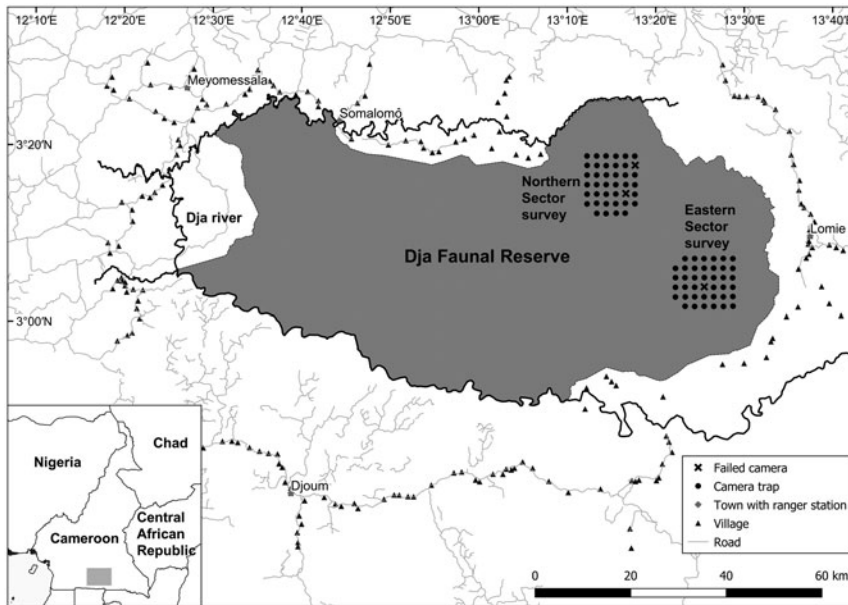 12°10'E 12°20' 12°30' 12°40' 12°50' 13°00' 13°10' 13°20' 13°30' 13°40'
Meyomessala
Somalomo
3°20'N
Northern
Sector
survey
Dja river
Eastern
Sector
survey
Lomie
Dja Faunal Reserve
3°00'N
Chad
Nigeria
Djoum
Central
African
Republic
Cameroon
Failed camera
Camera trap
Town with ranger station
Village
Road
0 20 40 60 km